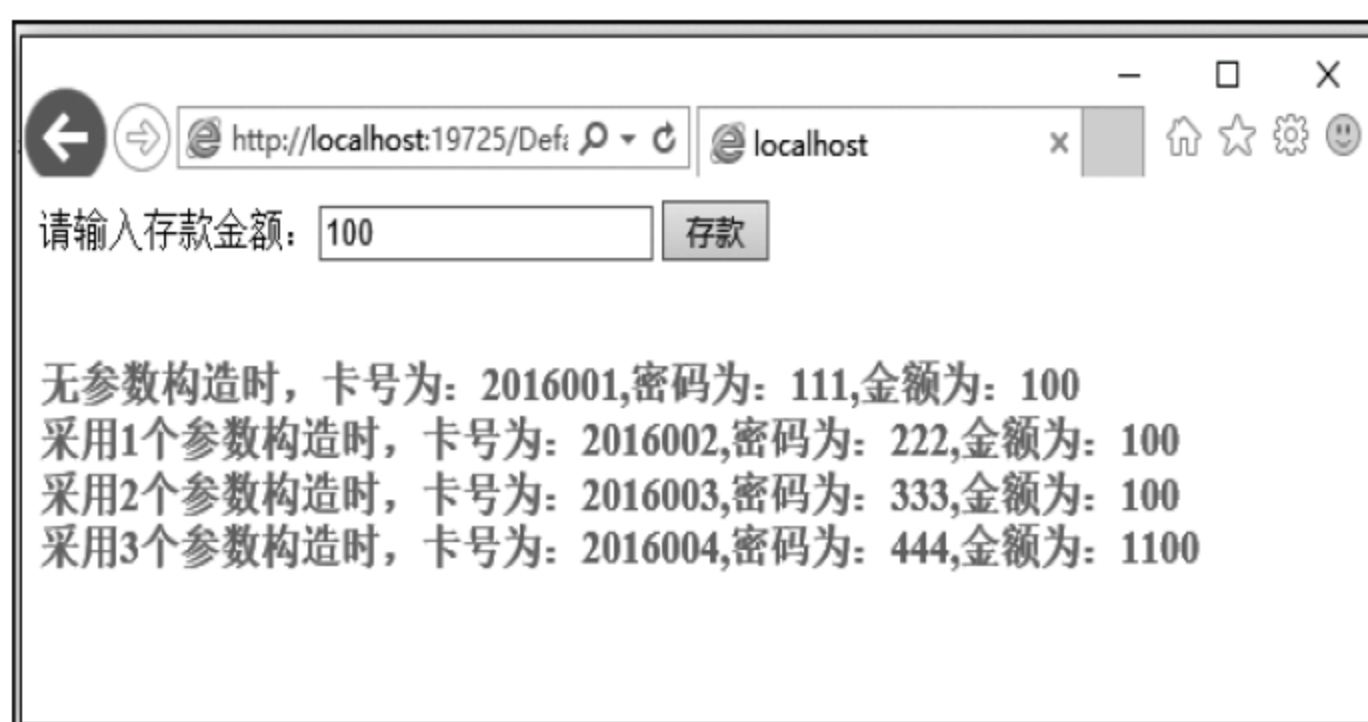 http://localhost:19725/Defa
localhost
请输入存款金额：100 存款
无参数构造时，卡号为：2016001,密码为：111,金额为：100
采用1个参数构造时，卡号为：2016002,密码为：222,金额为：100
采用2个参数构造时，卡号为：2016003,密码为：333,金额为：100
采用3个参数构造时，卡号为：2016004,密码为：444,金额为：1100